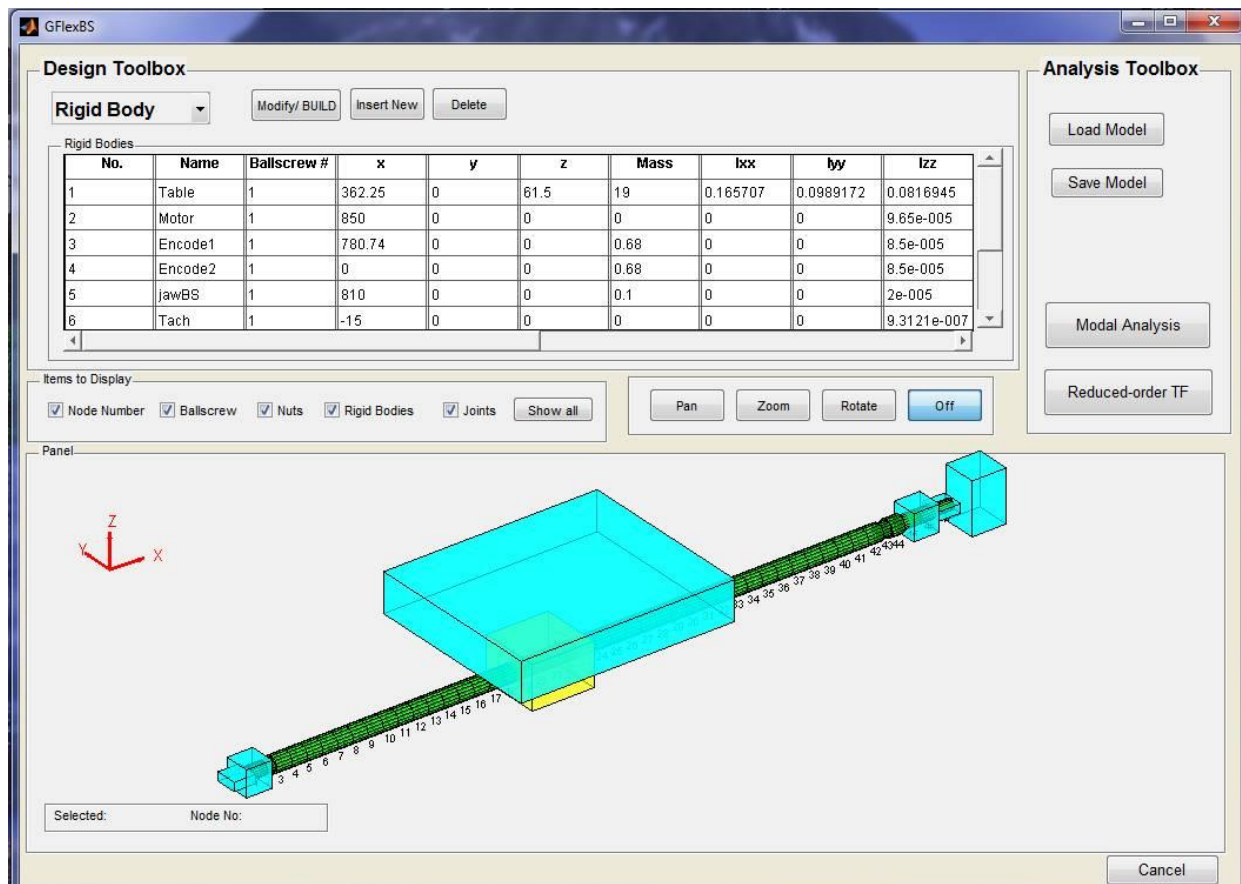 GFlexBS
Design Toolbox
Rigid Body Modify/ BUILD Insert New Delete
Rigid Bodies
No. Name Ballscrew # x y z Mass Ixx Iyy Izz
1 Table 1 362.25 0 61.5 19 0.165707 0.0989172 0.0816945
2 Motor 1 850 0 0 0 0 0 9.65e-005
3 Encode1 1 780.74 0 0 0.68 0 0 8.5e-005
4 Encode2 1 0 0 0 0.68 0 0 8.5e-005
5 jawBS 1 810 0 0 0.1 0 0 2e-005
6 Tach 1 -15 0 0 0 0 0 9.3121e-007
Analysis Toolbox
Load Model
Save Model
Modal Analysis
Reduced-order TF
Items to Display
Node Number Ballscrew Nuts Rigid Bodies Joints Show all
Pan Zoom Rotate Off
Panel
Z
Y X
3 4 5 6 7 8 9 10 11 12 13 14 15 16 17
33 34 35 36 37 38 39 40 41 42 43 44
Selected: Node No:
Cancel